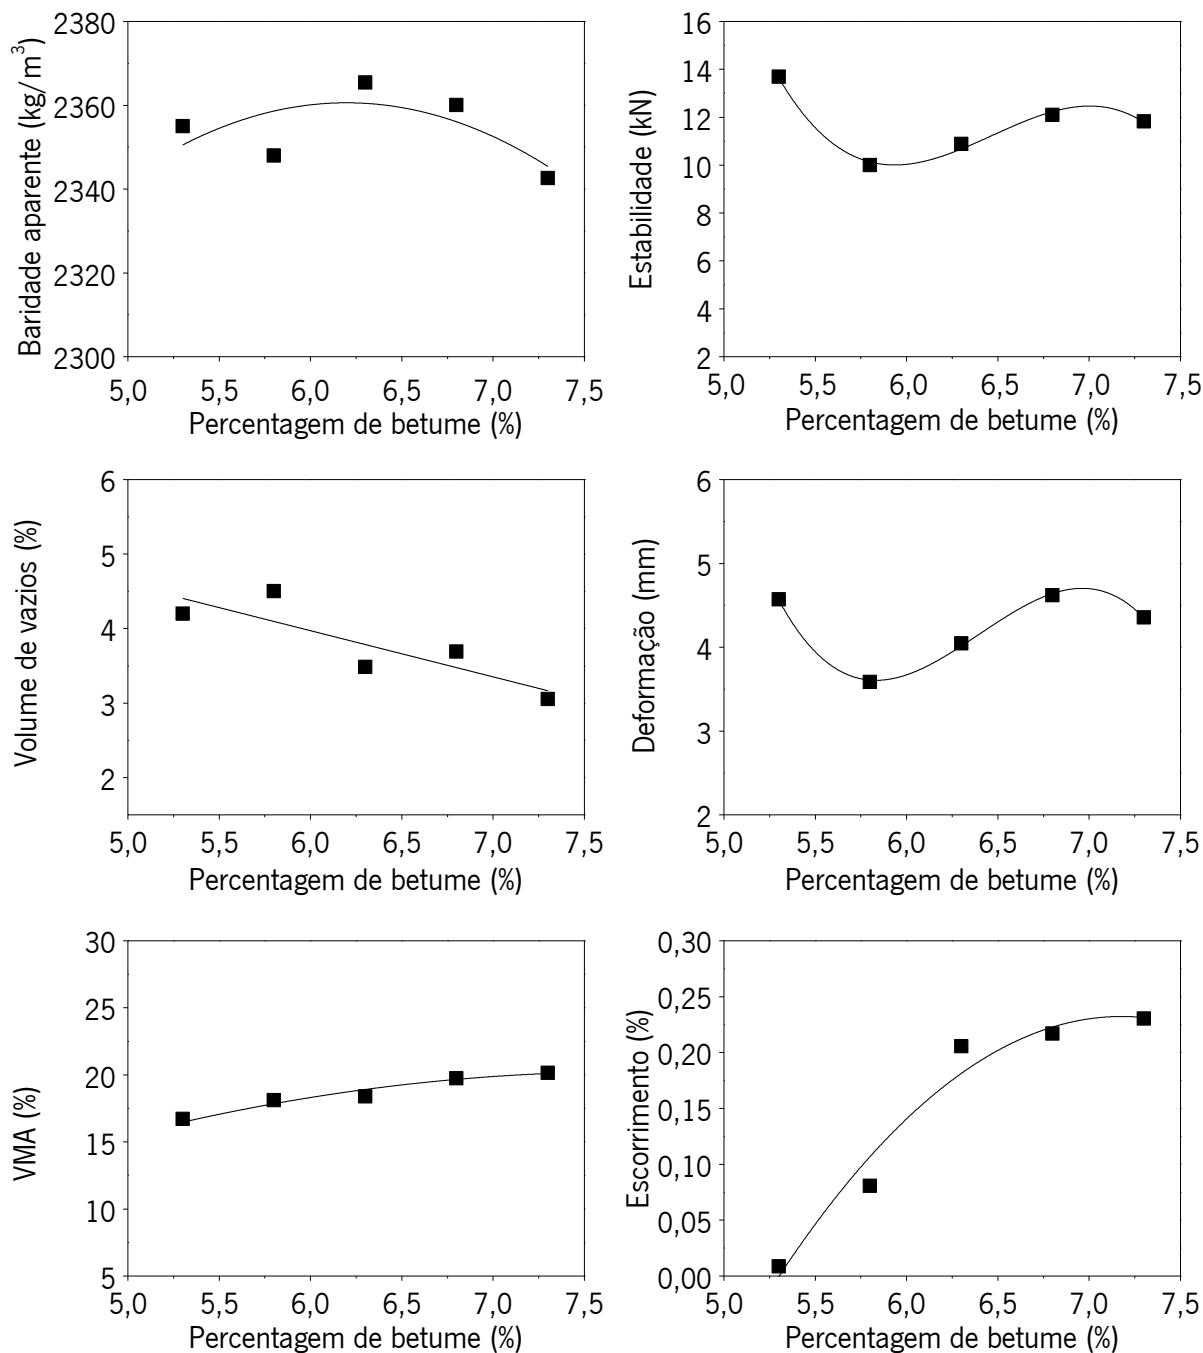 Baridade aparente (kg/m³)
2380
2360
2340
2320
2300
5,0 5,5 6,0 6,5 7,0 7,5
Percentagem de betume (%)
Estabilidade (kN)
16
14
12
10
8
6
4
2
5,0 5,5 6,0 6,5 7,0 7,5
Percentagem de betume (%)
Volume de vazios (%)
6
5
4
3
2
5,0 5,5 6,0 6,5 7,0 7,5
Percentagem de betume (%)
Deformação (mm)
6
5
4
3
2
5,0 5,5 6,0 6,5 7,0 7,5
Percentagem de betume (%)
VMA (%)
30
25
20
15
10
5
5,0 5,5 6,0 6,5 7,0 7,5
Percentagem de betume (%)
Escorrimento (%)
0,30
0,25
0,20
0,15
0,10
0,05
0,00
5,0 5,5 6,0 6,5 7,0 7,5
Percentagem de betume (%)